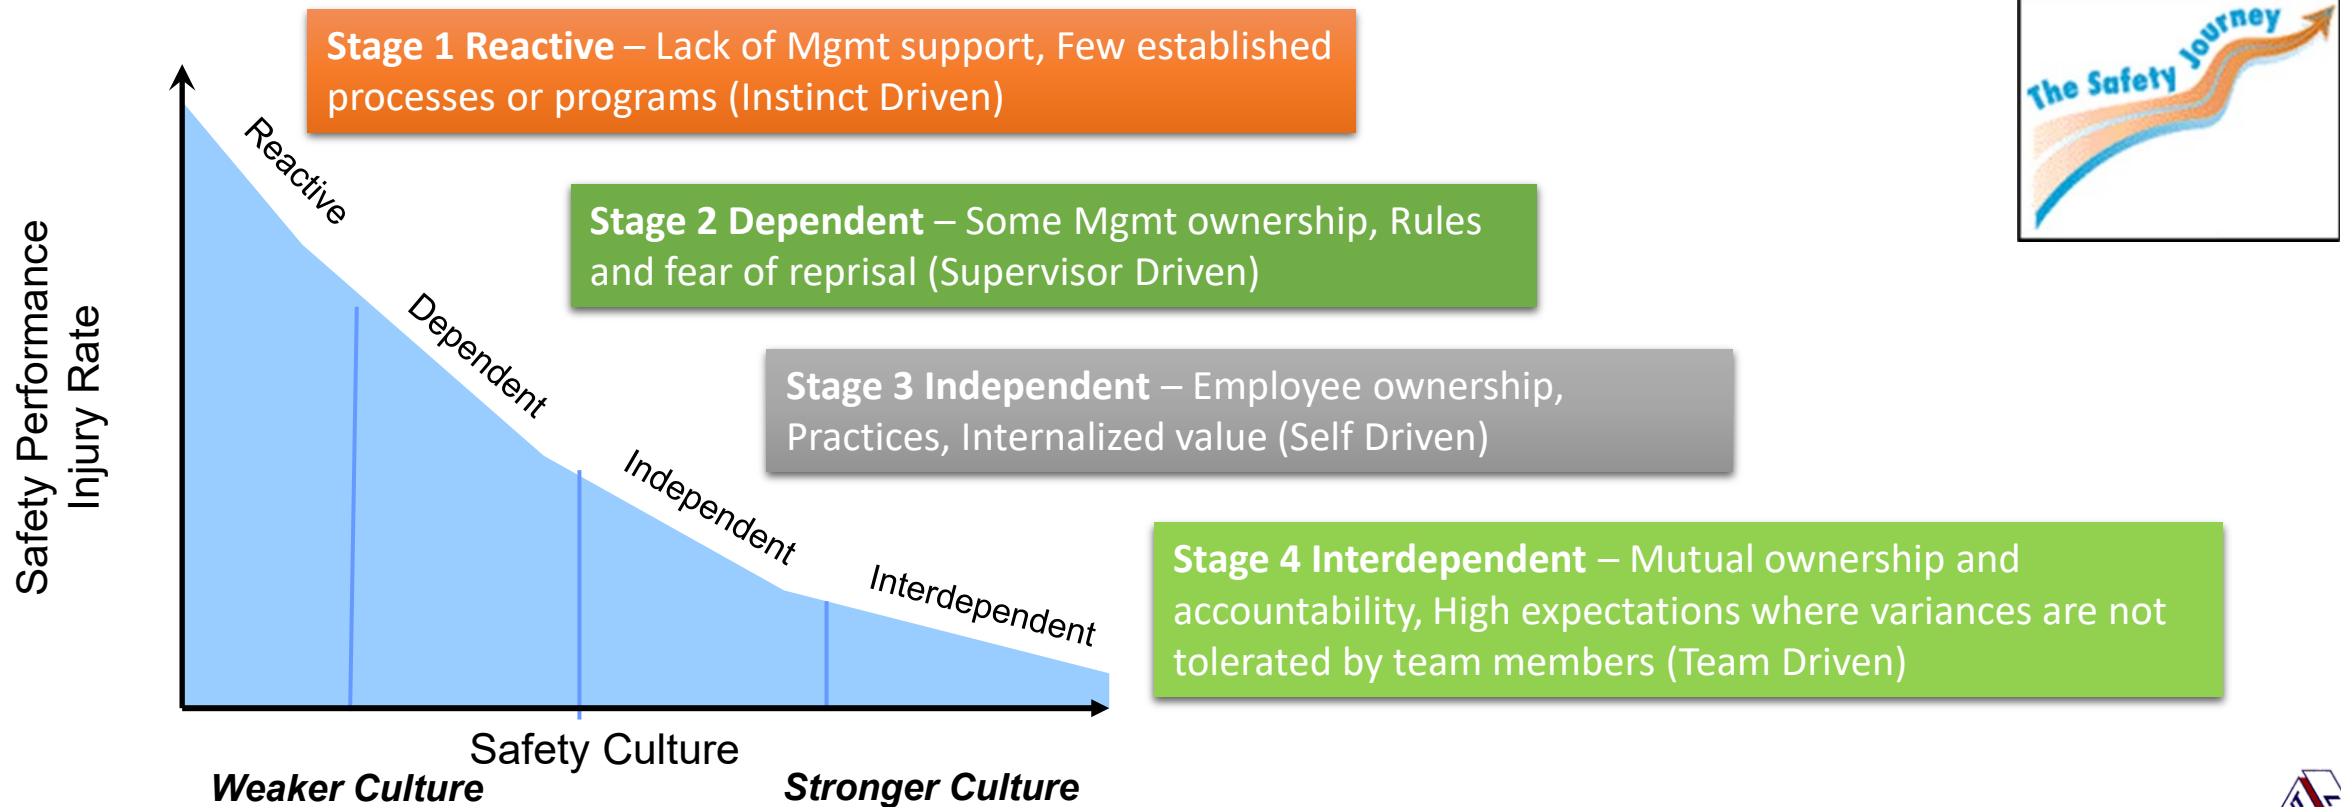 Stage 1 Reactive – Lack of Mgmt support, Few established
processes or programs (Instinct Driven)
The Safety Journey
Reactive
Stage 2 Dependent – Some Mgmt ownership, Rules
and fear of reprisal (Supervisor Driven)
Dependent
Safety Performance
Injury Rate
Stage 3 Independent – Employee ownership,
Practices, Internalized value (Self Driven)
Independent
Stage 4 Interdependent – Mutual ownership and
accountability, High expectations where variances are not
tolerated by team members (Team Driven)
Interdependent
Safety Culture
Weaker Culture
Stronger Culture